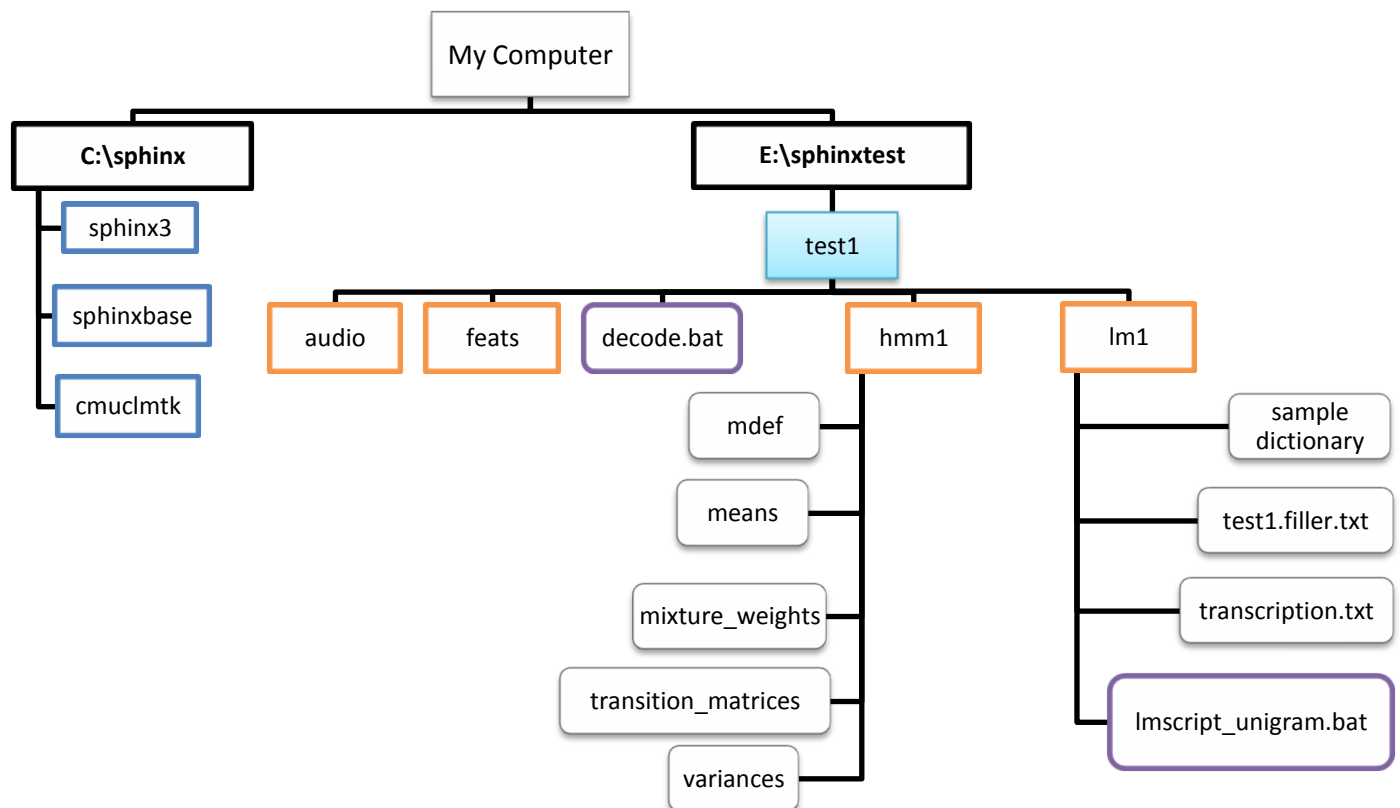 My Computer
C:\sphinx
E:\sphinxtest
sphinx3
test1
sphinxbase
audio
feats
decode.bat
hmm1
lm1
cmuclmtk
mdef
sample
dictionary
means
test1.filler.txt
mixture_weights
transcription.txt
transition_matrices
lmscript_unigram.bat
variances